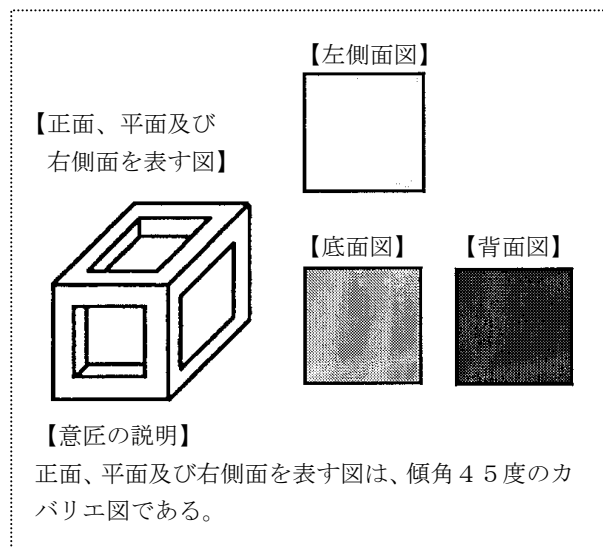 【左側面図】
【正面、平面及び
右側面を表す図】
【底面図】
【背面図】
【意匠の説明】
正面、平面及び右側面を表す図は、傾角４５度のカ
バリエ図である。